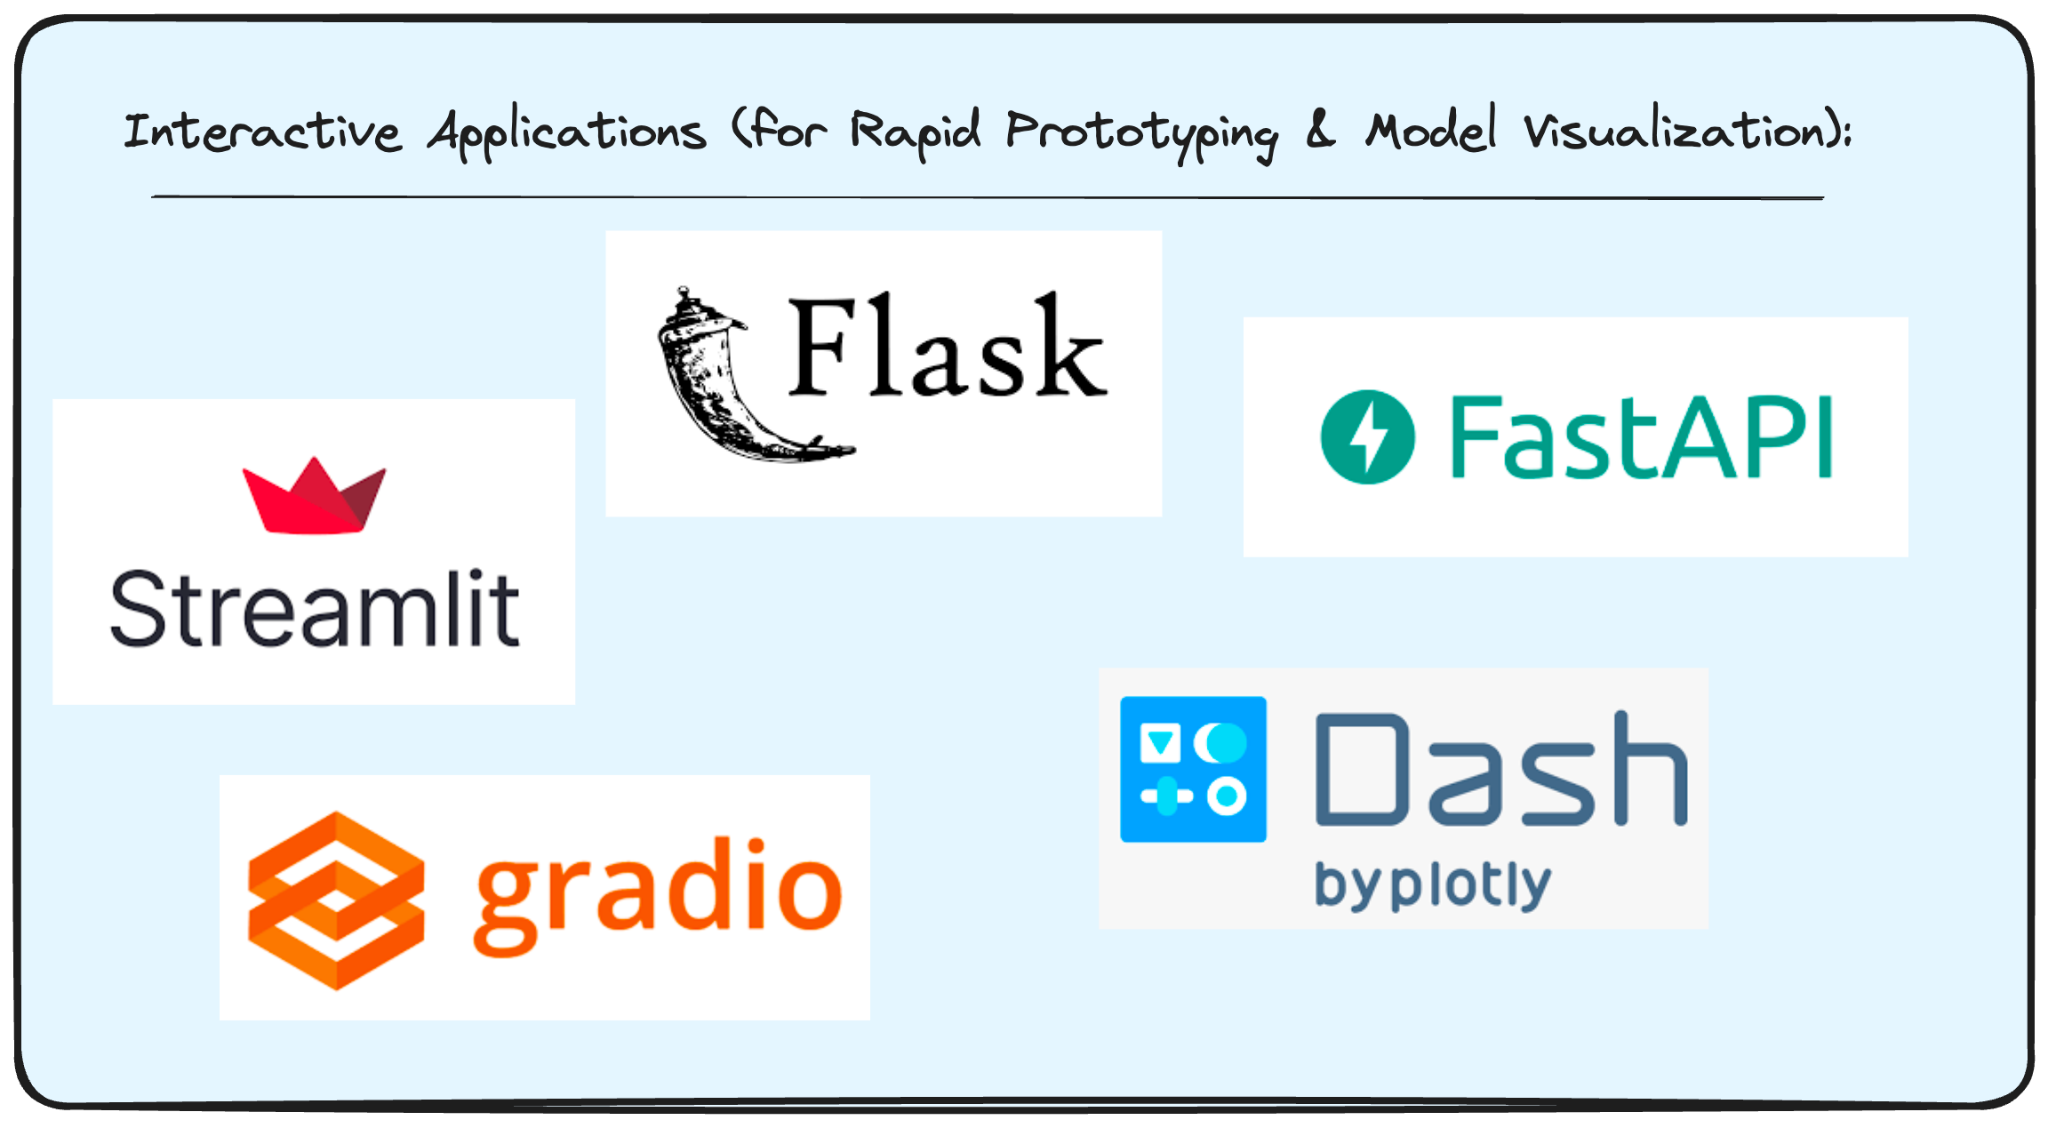 Interactive Applications (for Rapid Prototyping & Model Visualization):
Flask
FastAPI
Streamlit
Dash
by plotly
gradio